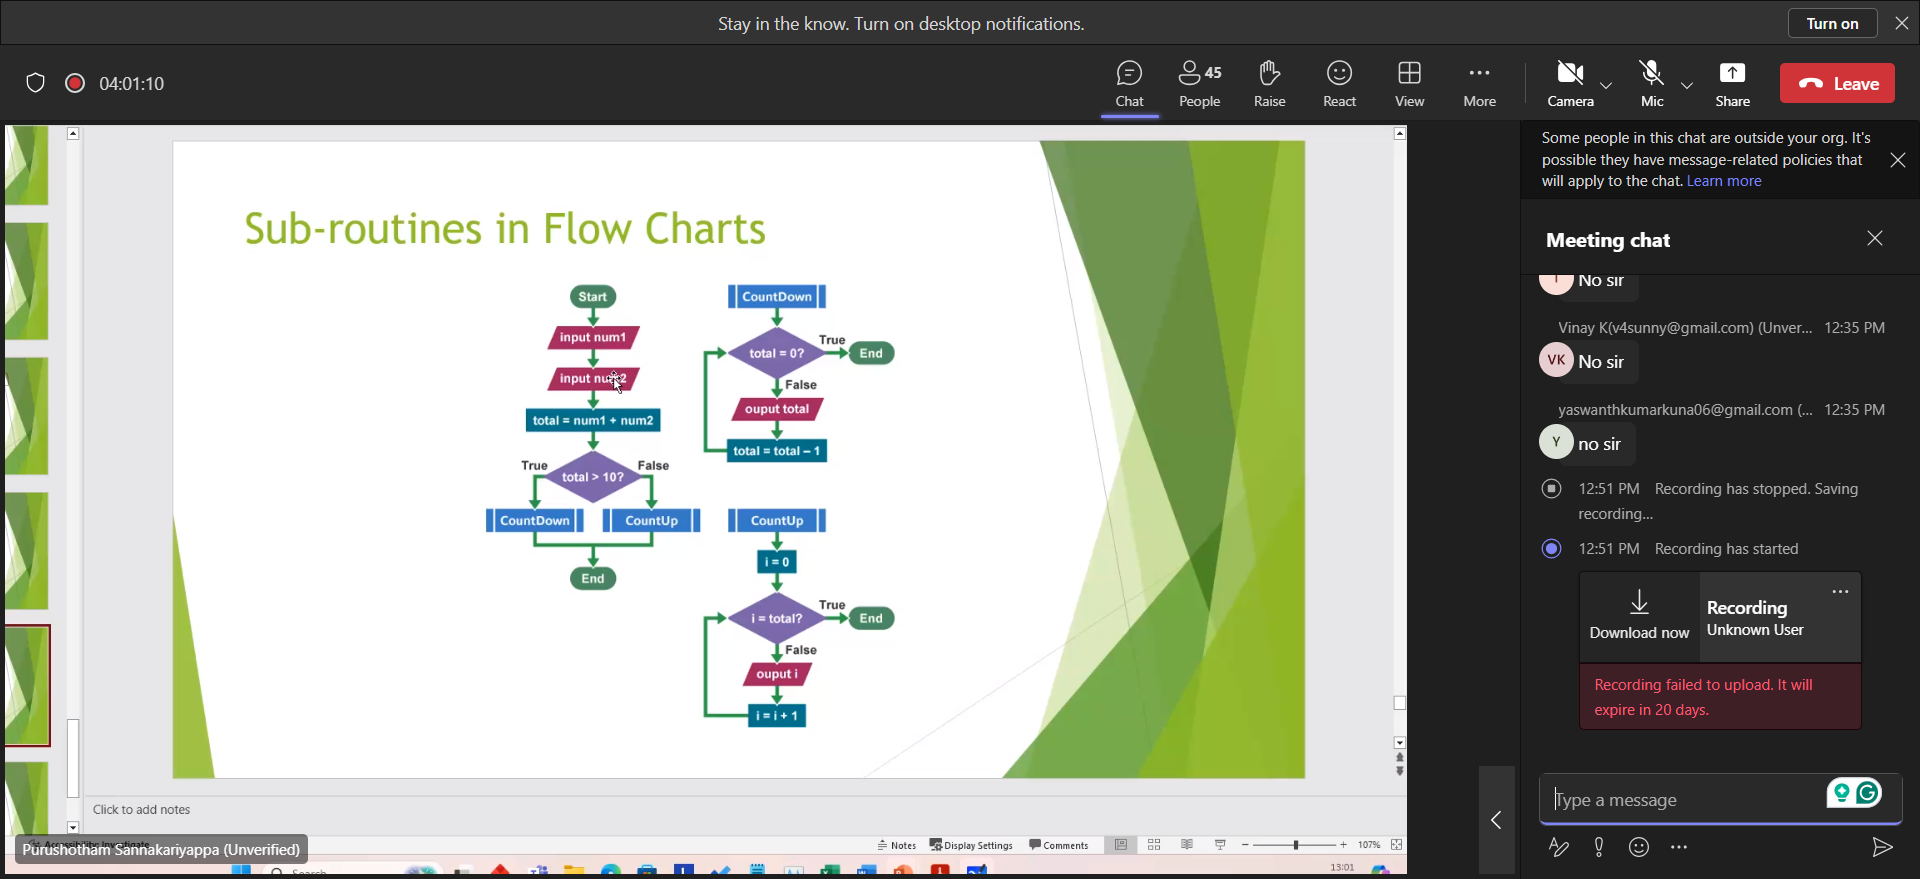 Stay in the know. Turn on desktop notifications.
Turn on
04:01:10
Chat
45
People
Raise
React
View
More
Camera
Mic
Share
Leave
Sub-routines in Flow Charts
Start
input num1
input
total = num1 + num2
True
False
total > 10?
CountDown
CountUp
End
CountDown
total = 0?
True
End
False
ouput total
total = total – 1
CountUp
i = 0
i = total?
True
End
False
ouput i
i = i + 1
Click to add notes
Purushotham Sannakariyappa (Unverified)
Notes
Display Settings
Comments
107%
Search
13:01
Some people in this chat are outside your org. It's
possible they have message-related policies that
will apply to the chat. Learn more
Meeting chat
No sir
Vinay K(v4sunny@gmail.com) (Unver... 12:35 PM
VK No sir
yaswanthkumarkuna06@gmail.com (... 12:35 PM
Y no sir
12:51 PM Recording has stopped. Saving
recording...
12:51 PM Recording has started
Download now
Recording
Unknown User
Recording failed to upload. It will
expire in 20 days.
Type a message